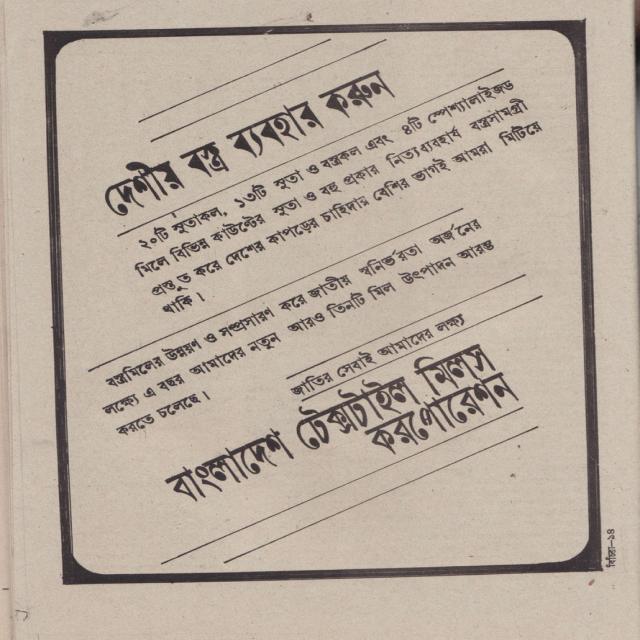 দেশীয় বস্ত্র ব্যবহার করুন
২০টি সুতাকল, ১৩টি সুতা ও বস্ত্রকল এবং ৪টি স্পেশ্যালাইজড
মিলে বিভিন্ন কাউন্টের সুতা ও বহু প্রকার নিত্যব্যবহার্য বস্ত্রসামগ্রী
প্রস্তুত করে দেশের কাপড়ের চাহিদার বেশির ভাগই আমরা মিটিয়ে
থাকি।
বস্ত্রমিলের উন্নয়ণ ও সম্প্রসারণ করে জাতীয় স্বনির্ভরতা অর্জনের
লক্ষ্যে এ বছর আমাদের নতুন আরও তিনটি মিল উৎপাদন আরম্ভ
করতে চলেছে।
জাতির সেবাই আমাদের লক্ষ্য
বাংলাদেশ টেক্সটাইল মিলস
করপোরেশন